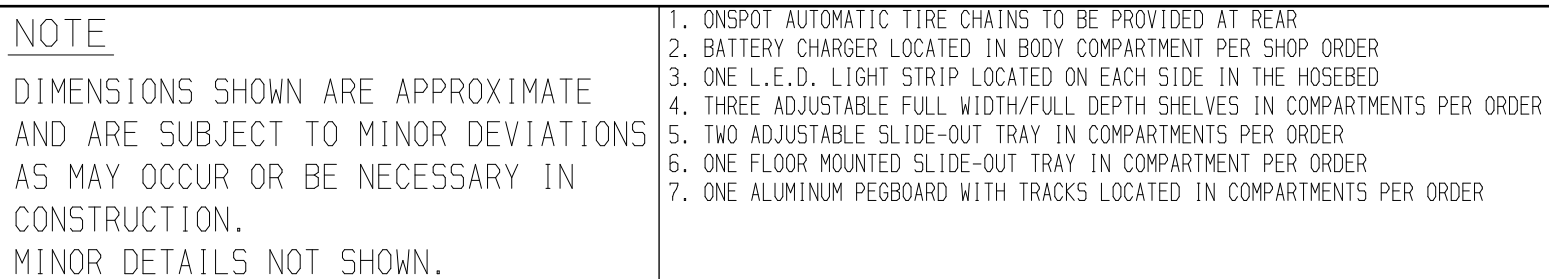 NOTE
DIMENSIONS SHOWN ARE APPROXIMATE
AND ARE SUBJECT TO MINOR DEVIATIONS
AS MAY OCCUR OR BE NECESSARY IN
CONSTRUCTION.
MINOR DETAILS NOT SHOWN.
1. ONSPOT AUTOMATIC TIRE CHAINS TO BE PROVIDED AT REAR
2. BATTERY CHARGER LOCATED IN BODY COMPARTMENT PER SHOP ORDER
3. ONE L.E.D. LIGHT STRIP LOCATED ON EACH SIDE IN THE HOSEBED
4. THREE ADJUSTABLE FULL WIDTH/FULL DEPTH SHELVES IN COMPARTMENTS PER ORDER
5. TWO ADJUSTABLE SLIDE-OUT TRAY IN COMPARTMENTS PER ORDER
6. ONE FLOOR MOUNTED SLIDE-OUT TRAY IN COMPARTMENT PER ORDER
7. ONE ALUMINUM PEGBOARD WITH TRACKS LOCATED IN COMPARTMENTS PER ORDER